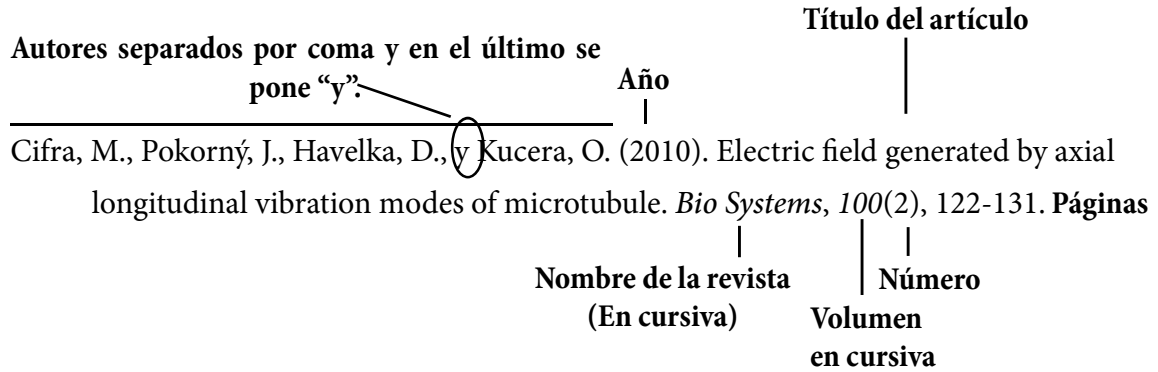 Título del artículo
Autores separados por coma y en el último se
pone “y”.
Año
Cifra, M., Pokorný, J., Havelka, D., y Kucera, O. (2010). Electric field generated by axial
longitudinal vibration modes of microtubule. Bio Systems, 100(2), 122-131. Páginas
Nombre de la revista
(En cursiva)
Número
Volumen
en cursiva